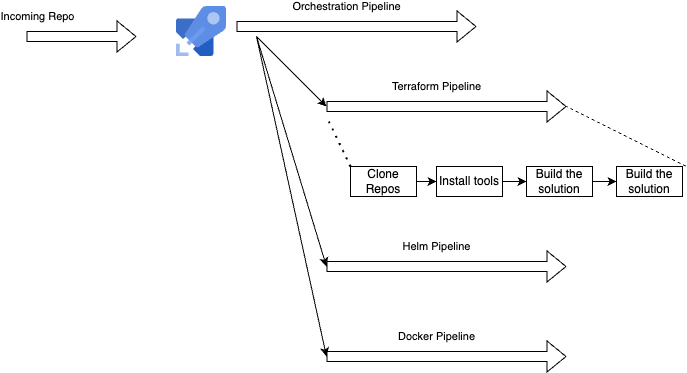 Incoming Repo
Orchestration Pipeline
Terraform Pipeline
Clone
Repos
Install tools
Build the
solution
Build the
solution
Helm Pipeline
Docker Pipeline